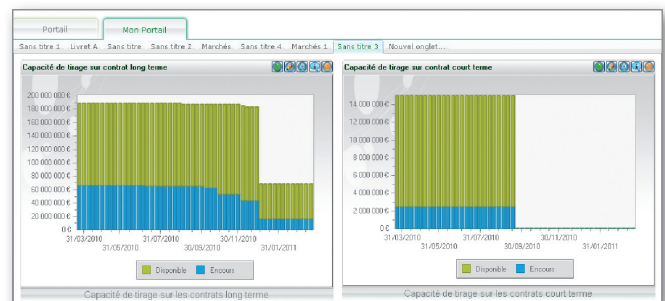 Portail Mon Portail
Sans titre 1 Livret A Sans titre Sans titre 2 Marchés Sans titre 4 Marchés 1 Sans titre 3 Nouvel onglet...
Capacité de tirage sur contrat long terme
200 000 000 €
180 000 000 €
160 000 000 €
140 000 000 €
120 000 000 €
100 000 000 €
80 000 000 €
60 000 000 €
40 000 000 €
20 000 000 €
0 €
31/03/2010 31/07/2010 30/11/2010
31/05/2010 30/09/2010 31/01/2011
Disponible Encours
Capacité de tirage sur les contrats long terme
Capacité de tirage sur contrat court terme
14 000 000 €
12 000 000 €
10 000 000 €
8 000 000 €
6 000 000 €
4 000 000 €
2 000 000 €
0 €
31/03/2010 31/07/2010 30/11/2010
31/05/2010 30/09/2010 31/01/2011
Disponible Encours
Capacité de tirage sur les contrats court terme